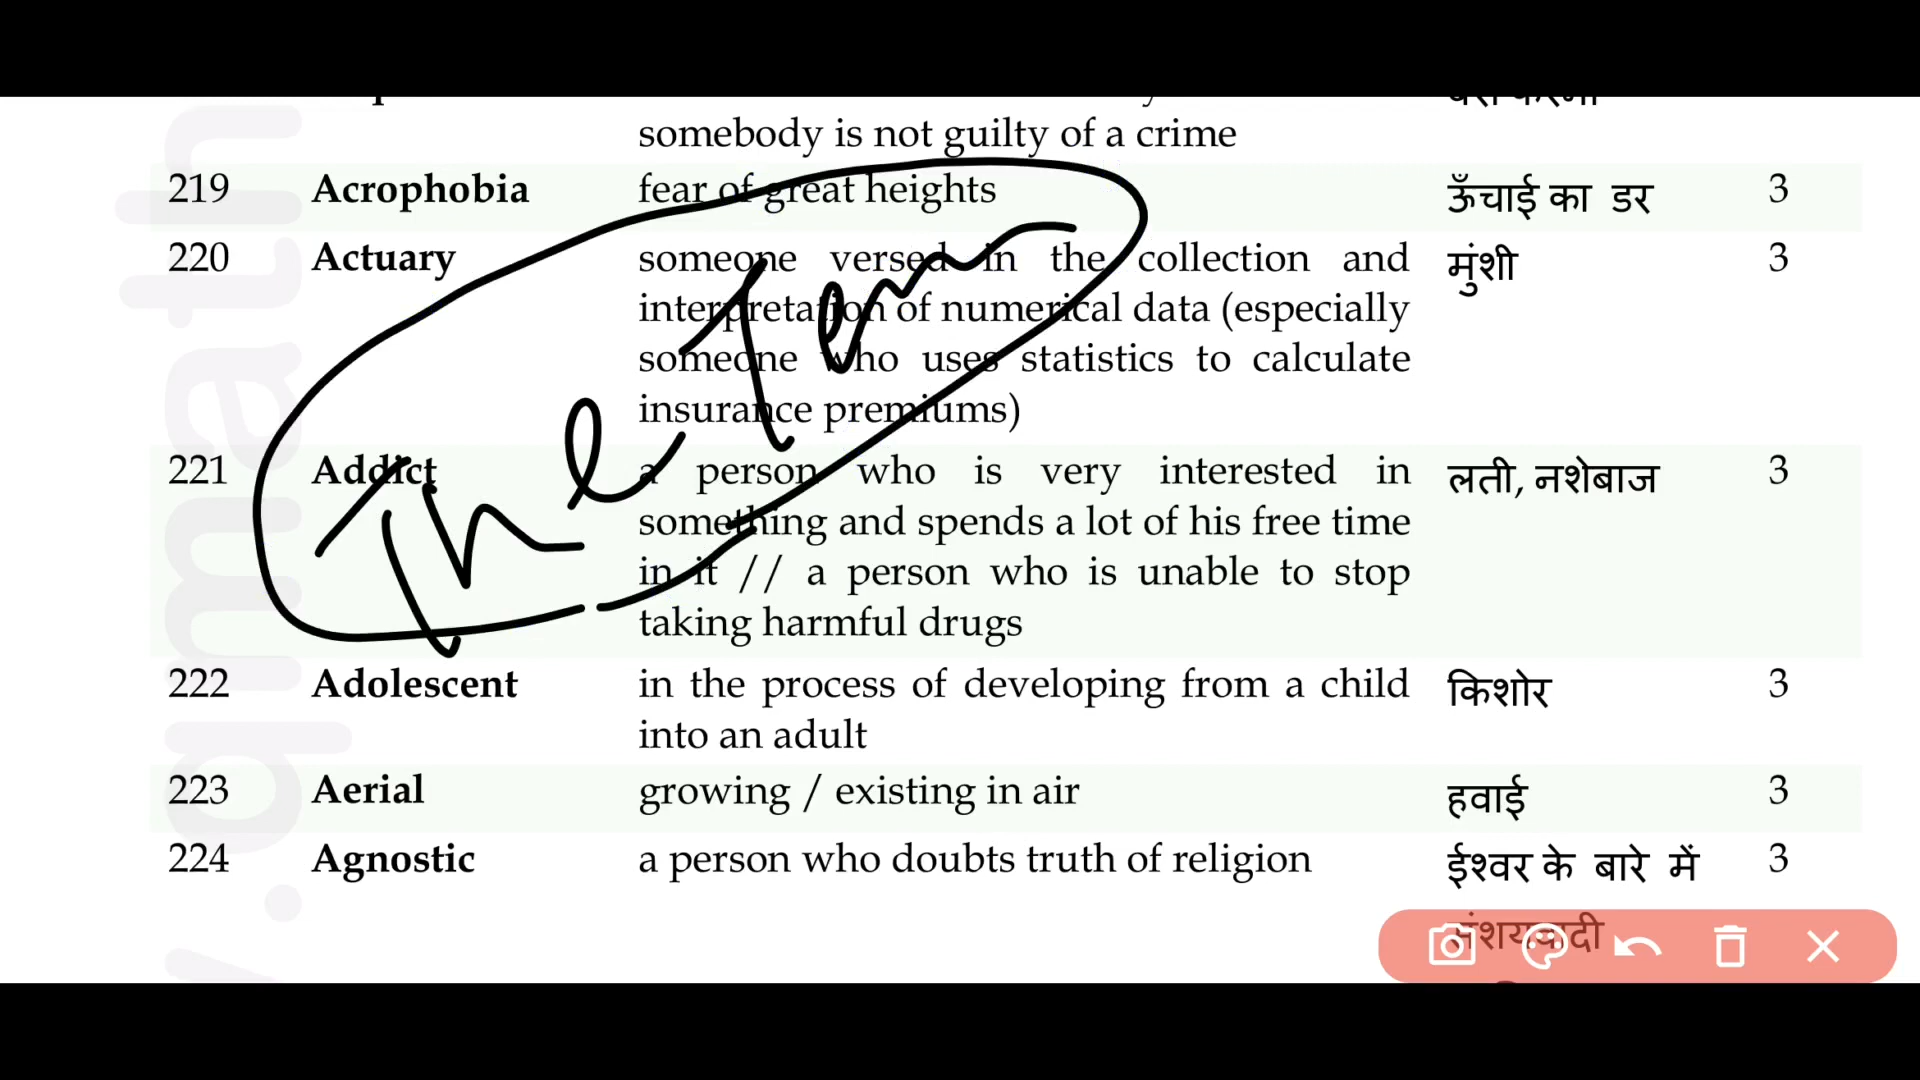 somebody is not guilty of a crime
219 Acrophobia fear of great heights ऊँचाई का डर 3
220 Actuary someone versed in the collection and मुंशी 3
interpretation of numerical data (especially
someone who uses statistics to calculate
insurance premiums)
221 Addict a person who is very interested in लती, नशेबाज 3
something and spends a lot of his free time
in it // a person who is unable to stop
taking harmful drugs
222 Adolescent in the process of developing from a child किशोर 3
into an adult
223 Aerial growing / existing in air हवाई 3
224 Agnostic a person who doubts truth of religion ईश्वर के बारे में 3
संशयवादी
The
qmath